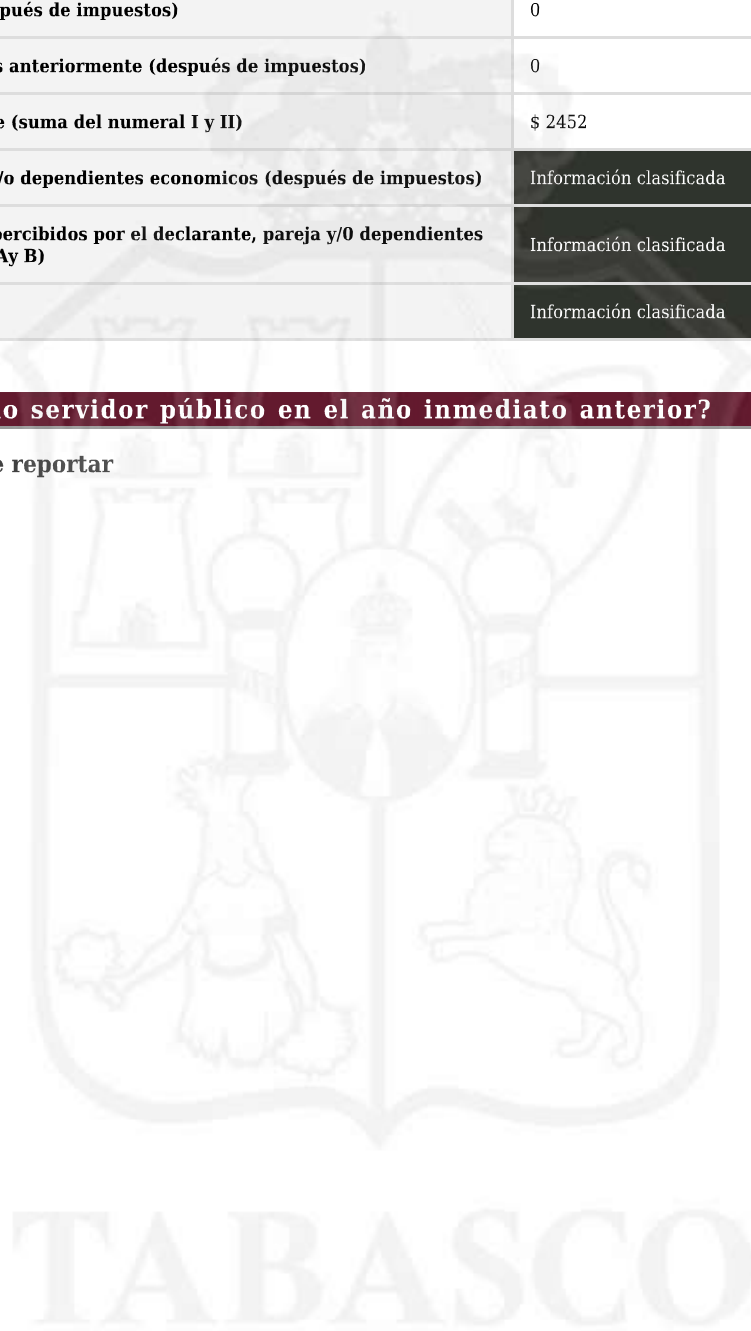 pués de impuestos)
0
s anteriormente (después de impuestos)
0
e (suma del numeral I y II)
$ 2452
/o dependientes economicos (después de impuestos)
Información clasificada
percibidos por el declarante, pareja y/0 dependientes
Información clasificada
Ay B)
Información clasificada
o servidor público en el año inmediato anterior?
e reportar
TABASCO